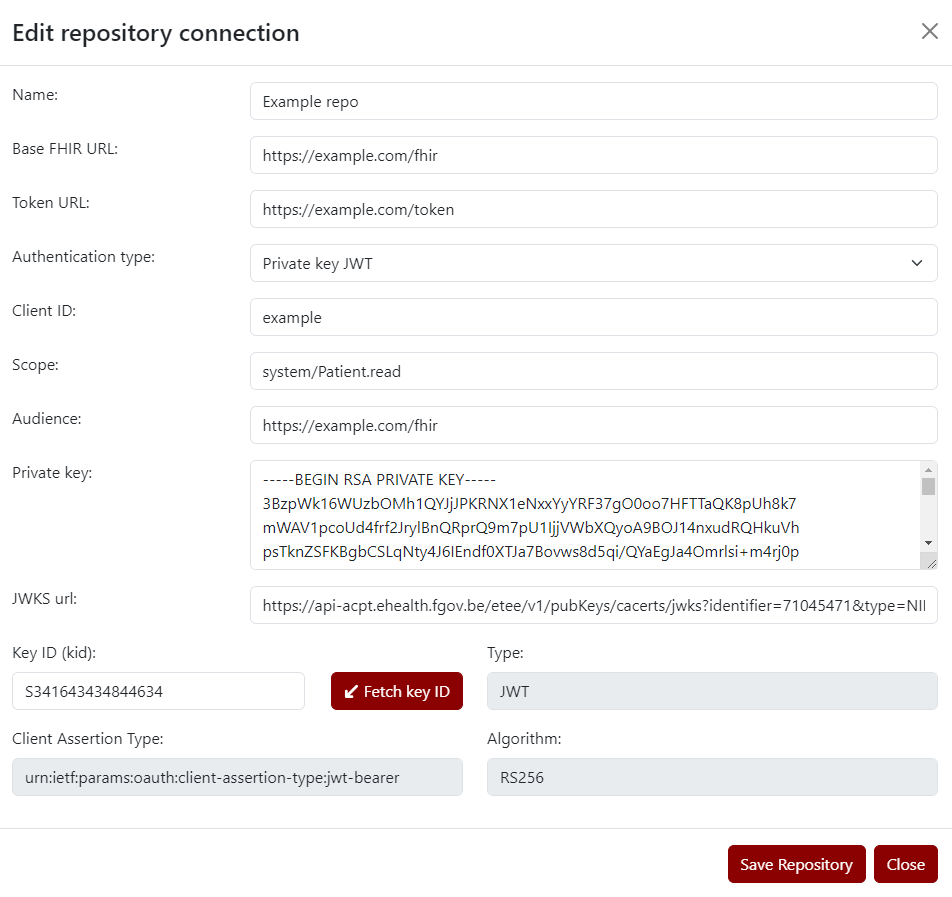 Edit repository connection
Name:
Example repo
Base FHIR URL:
https://example.com/fhir
Token URL:
https://example.com/token
Authentication type:
Private key JWT
Client ID:
example
Scope:
system/Patient.read
Audience:
https://example.com/fhir
Private key:
-----BEGIN RSA PRIVATE KEY-----
3BzpWk16WUzbOMh1QYJjJPKRNX1eNxxYyYRF37gO0oo7HFTTaQK8pUh8k7
mWAV1pcoUd4frf2JrylBnQRprQ9m7pU1IjjVWbXQyoA9BOJ14nxudRQHkuVh
psTknZSFKBgbCSLqNty4J6lEndf0XTJa7Bovws8d5qi/QYaEgJa4Omrlsi+m4rj0p
JWKS url:
https://api-acpt.ehealth.fgov.be/etee/v1/pubKeys/cacerts/jwks?identifier=71045471&type=NII
Key ID (kid):
S341643434844634
Fetch key ID
Type:
JWT
Client Assertion Type:
urn:ietf:params:oauth:client-assertion-type:jwt-bearer
Algorithm:
RS256
Save Repository
Close